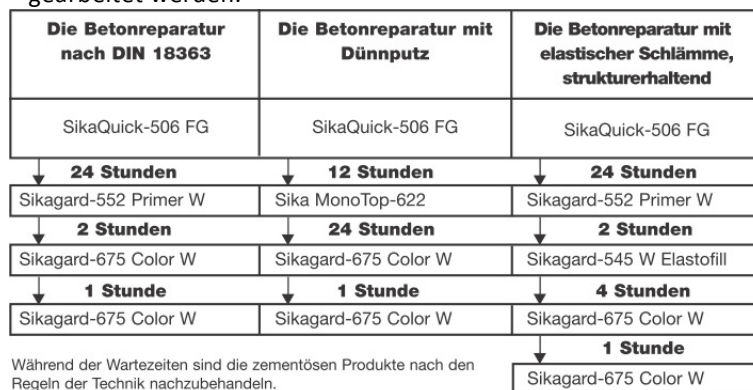 gearbeitet werden.
Die Betonreparatur
nach DIN 18363
Die Betonreparatur mit
Dünnputz
Die Betonreparatur mit
elastischer Schlämme,
strukturerhaltend
SikaQuick-506 FG
SikaQuick-506 FG
SikaQuick-506 FG
24 Stunden
12 Stunden
24 Stunden
Sikagard-552 Primer W
Sika MonoTop-622
Sikagard-552 Primer W
2 Stunden
24 Stunden
2 Stunden
Sikagard-675 Color W
Sikagard-675 Color W
Sikagard-545 W Elastofill
1 Stunde
1 Stunde
4 Stunden
Sikagard-675 Color W
Sikagard-675 Color W
Sikagard-675 Color W
1 Stunde
Sikagard-675 Color W
Während der Wartezeiten sind die zementösen Produkte nach den
Regeln der Technik nachzubehandeln.